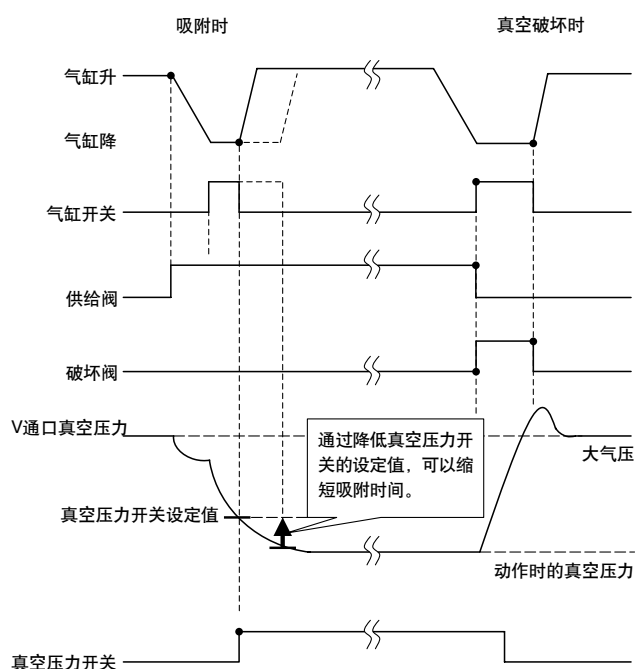 吸附时
真空破坏时
气缸升
气缸降
气缸开关
供给阀
破坏阀
V通口真空压力
通过降低真空压力开
关的设定值，可以缩
短吸附时间。
大气压
真空压力开关设定值
动作时的真空压力
真空压力开关